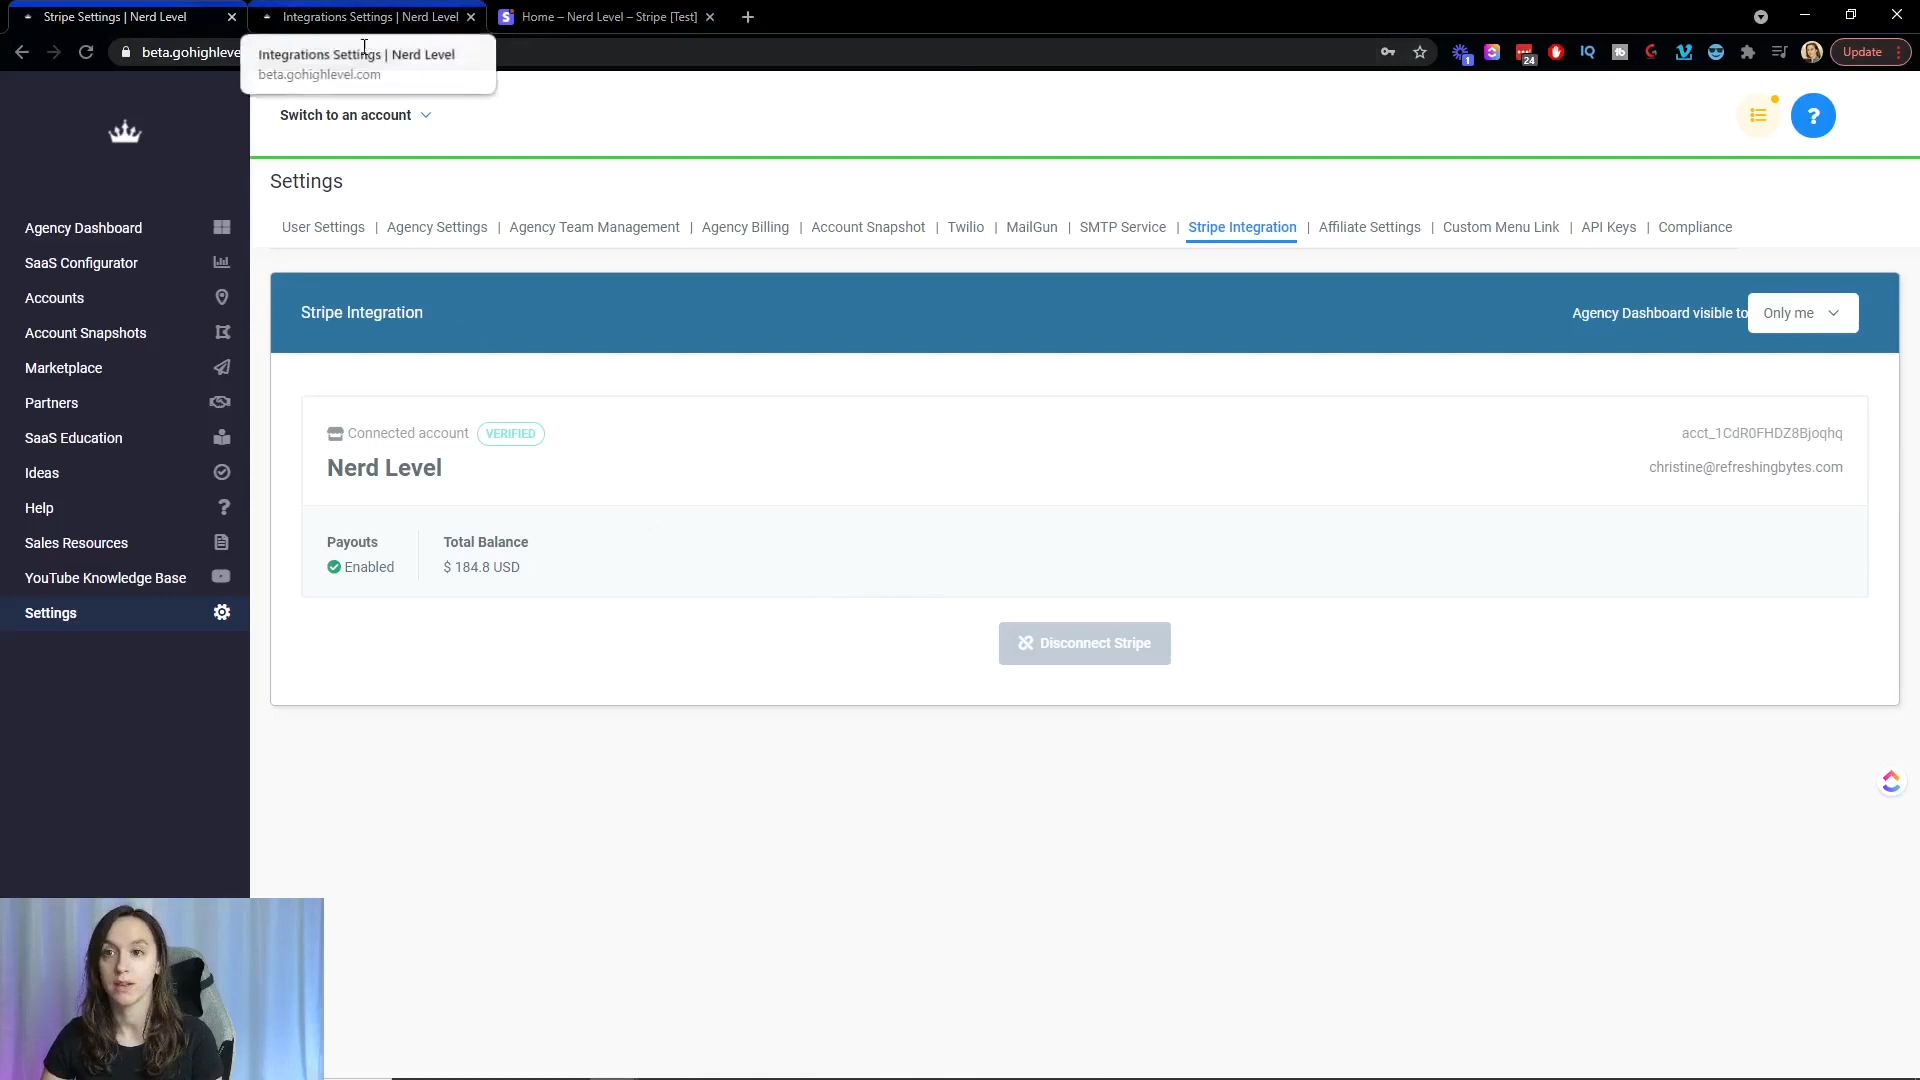 Stripe Settings | Nerd Level
Integrations Settings | Nerd Level
Home – Nerd Level – Stripe [Test]
beta.gohighleve
1
24
IQ
Update
Integrations Settings | Nerd Level
beta.gohighlevel.com
Switch to an account
?
Settings
User Settings | Agency Settings | Agency Team Management | Agency Billing | Account Snapshot | Twilio | MailGun | SMTP Service | Stripe Integration | Affiliate Settings | Custom Menu Link | API Keys | Compliance
Agency Dashboard
SaaS Configurator
Accounts
Account Snapshots
Marketplace
Partners
SaaS Education
Ideas
Help
Sales Resources
YouTube Knowledge Base
Settings
Stripe Integration
Agency Dashboard visible to Only me
Connected account VERIFIED
acct_1CdR0FHDZ8Bjoqhq
Nerd Level
christine@refreshingbytes.com
Payouts
Total Balance
Enabled
$ 184.8 USD
Disconnect Stripe